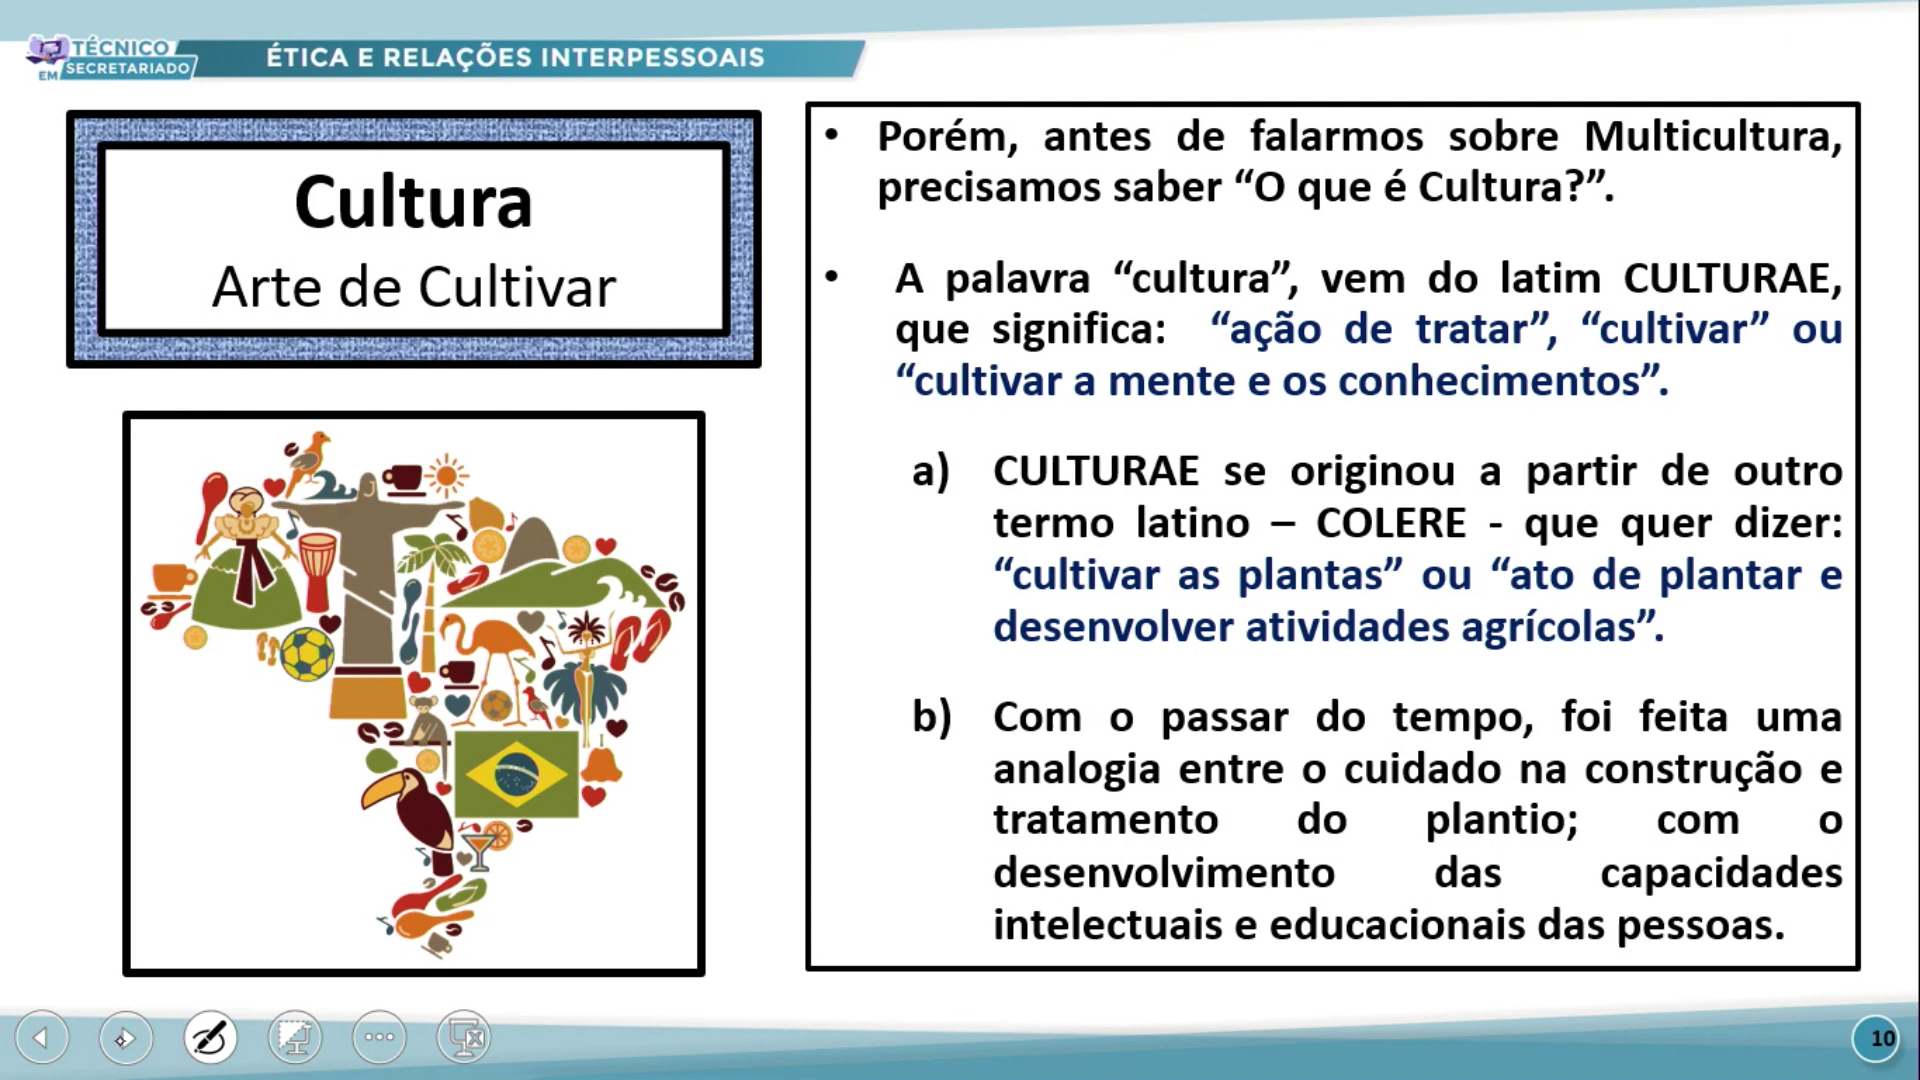 TÉCNICO
EM SECRETARIADO
ÉTICA E RELAÇÕES INTERPESSOAIS
Cultura
Arte de Cultivar
• Porém, antes de falarmos sobre Multicultura,
precisamos saber “O que é Cultura?”.
• A palavra “cultura”, vem do latim CULTURAE,
que significa: “ação de tratar”, “cultivar” ou
“cultivar a mente e os conhecimentos”.
a) CULTURAE se originou a partir de outro
termo latino – COLERE - que quer dizer:
“cultivar as plantas” ou “ato de plantar e
desenvolver atividades agrícolas”.
b) Com o passar do tempo, foi feita uma
analogia entre o cuidado na construção e
tratamento do plantio; com o
desenvolvimento das capacidades
intelectuais e educacionais das pessoas.
10